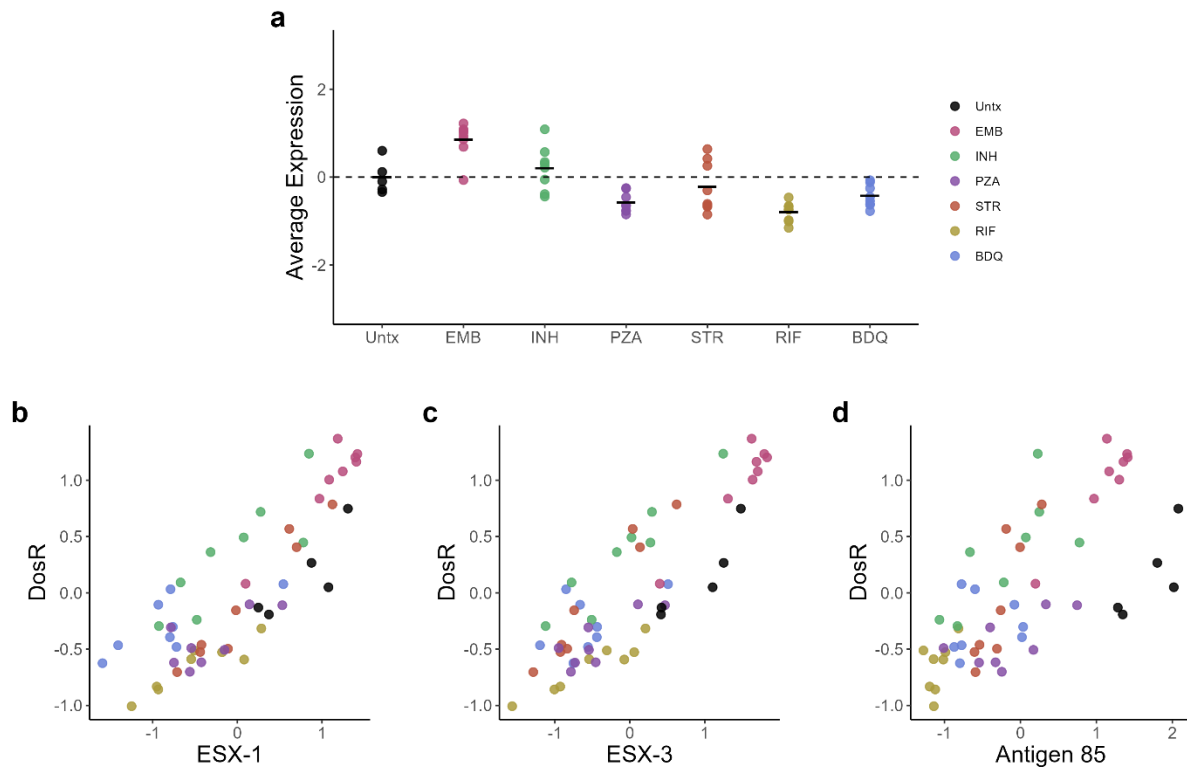 a
Average Expression
2
0
-2
Untx EMB INH PZA STR RIF BDQ
Untx
EMB
INH
PZA
STR
RIF
BDQ
b
DosR
1.0
0.5
0.0
-0.5
-1.0
-1 0 1
ESX-1
c
DosR
1.0
0.5
0.0
-0.5
-1.0
-1 0 1
ESX-3
d
DosR
1.0
0.5
0.0
-0.5
-1.0
-1 0 1 2
Antigen 85